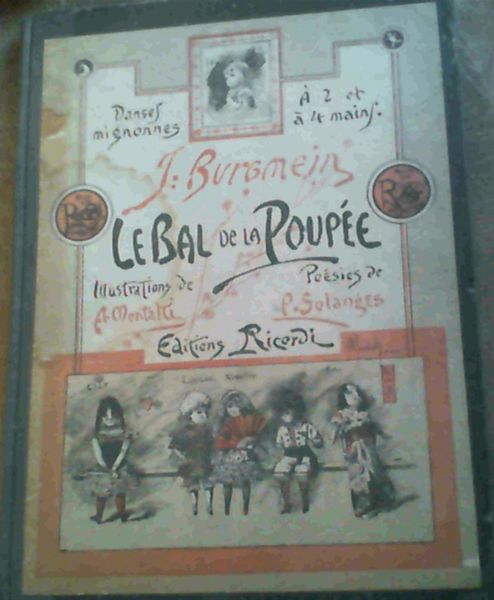 Danses
mignonnes
À 2 et
à 4 mains.
J. Burgmein
LE BAL DE LA POUPÉE
Illustrations de
A. Montalti
Poésies de
P. Solanges
Editions Ricordi